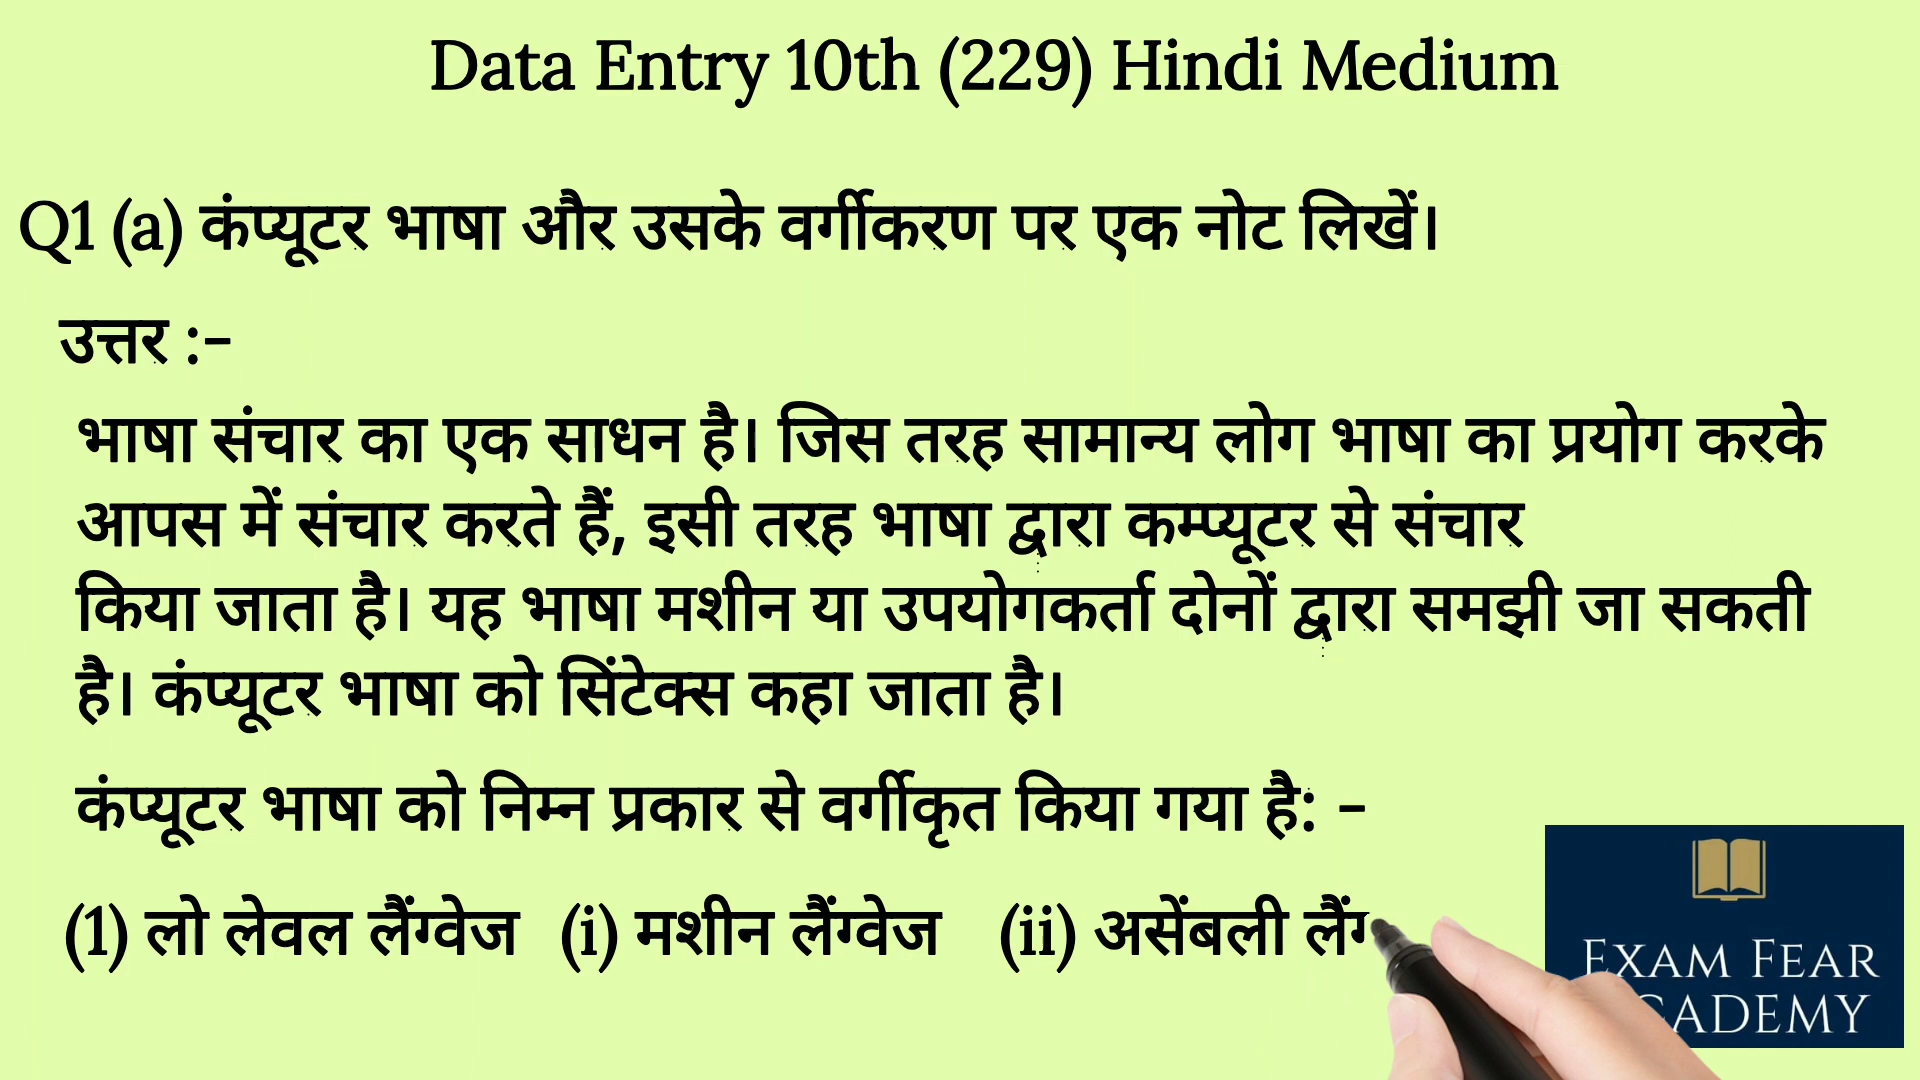 Data Entry 10th (229) Hindi Medium
Q1 (a) कंप्यूटर भाषा और उसके वर्गीकरण पर एक नोट लिखें।
उत्तर :-
भाषा संचार का एक साधन है। जिस तरह सामान्य लोग भाषा का प्रयोग करके
आपस में संचार करते हैं, इसी तरह भाषा द्वारा कम्प्यूटर से संचार
किया जाता है। यह भाषा मशीन या उपयोगकर्ता दोनों द्वारा समझी जा सकती
है। कंप्यूटर भाषा को सिंटेक्स कहा जाता है।
कंप्यूटर भाषा को निम्न प्रकार से वर्गीकृत किया गया है: -
(1) लो लेवल लैंग्वेज (i) मशीन लैंग्वेज (ii) असेंबली
EXAM FEAR